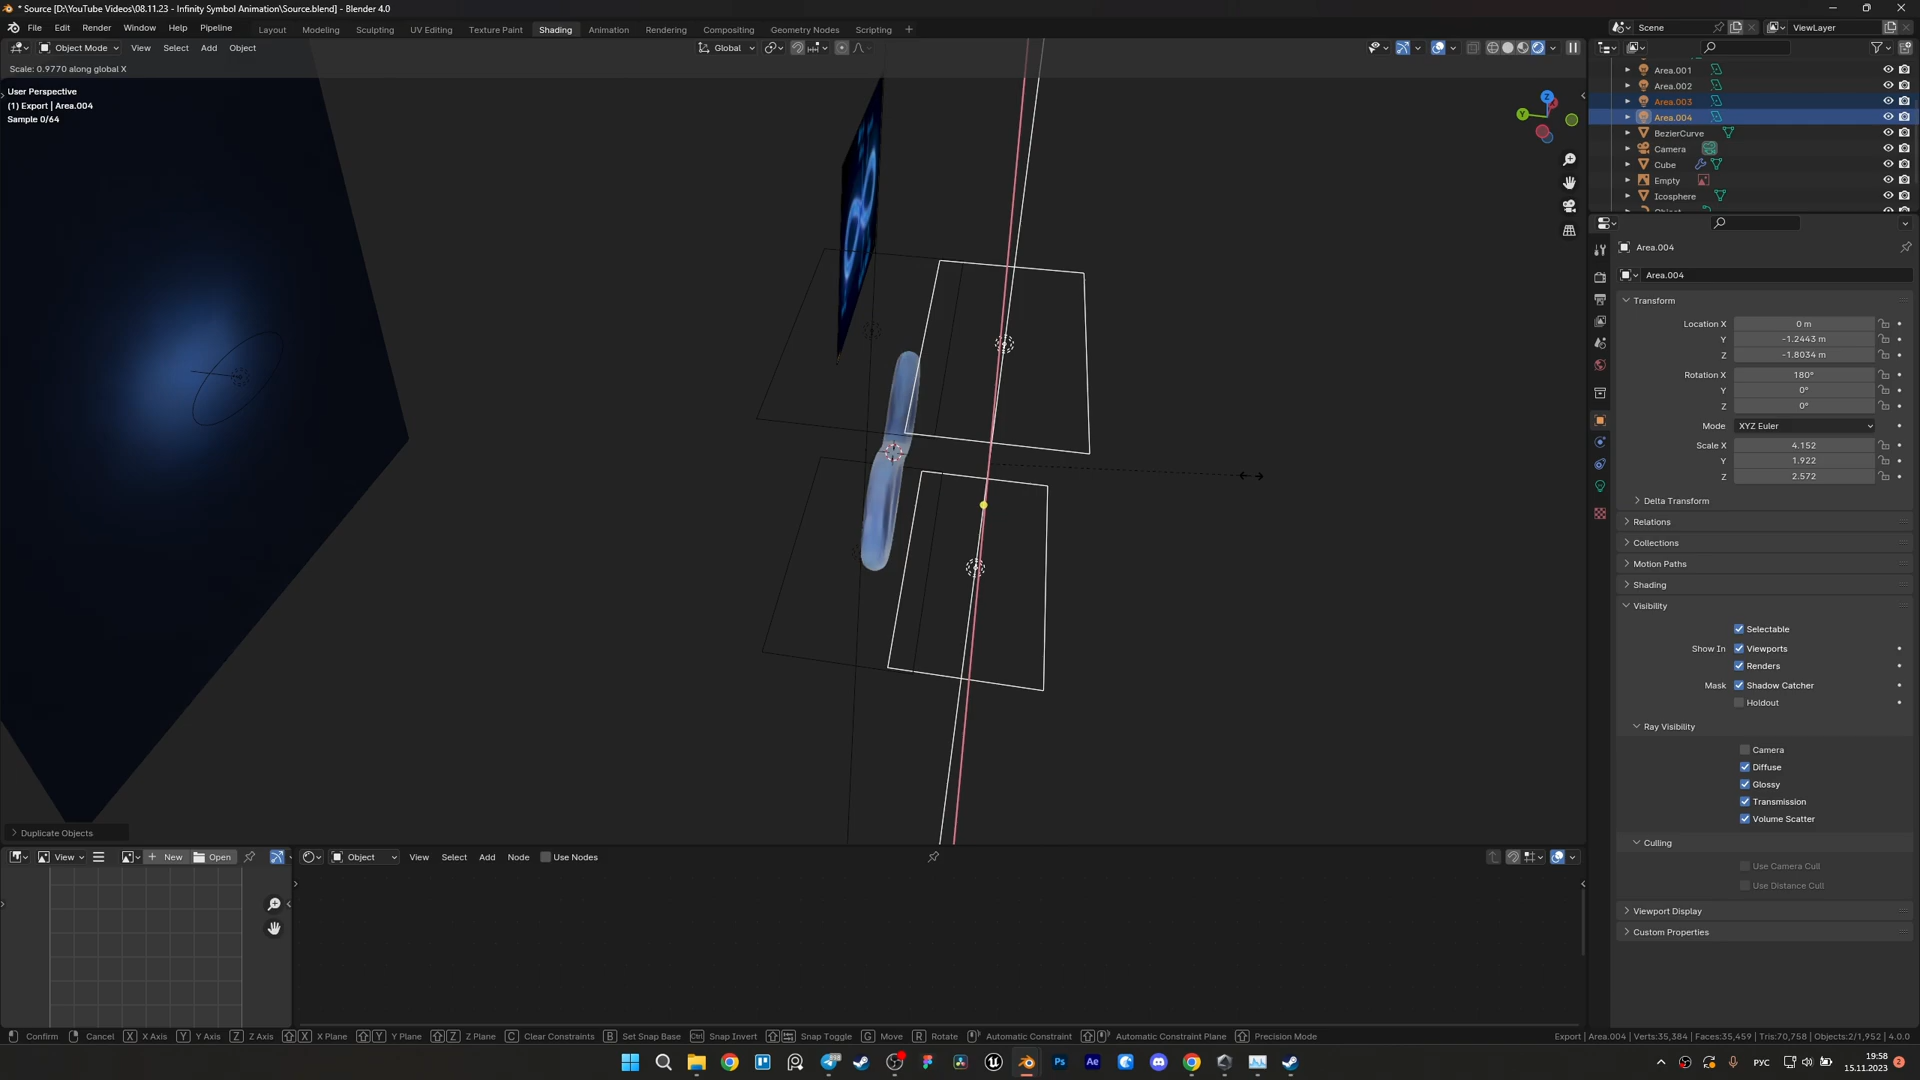 * Source [D:\YouTube Videos\08.11.23 - Infinity Symbol Animation\Source.blend] - Blender 4.0
File Edit Render Window Help Pipeline
Layout Modeling Sculpting UV Editing Texture Paint Shading Animation Rendering Compositing Geometry Nodes Scripting +
Scene
ViewLayer
Object Mode View Select Add Object
Global
Scale: 0.9770 along global X
User Perspective
(1) Export | Area.004
Sample 0/64
Z
Y
Area.001
Area.002
Area.003
Area.004
BezierCurve
Camera
Cube
Empty
Icosphere
Area.004
Area.004
Transform
Location X 0 m
Y -1.2443 m
Z -1.8034 m
Rotation X 180°
Y 0°
Z 0°
Mode XYZ Euler
Scale X 4.152
Y 1.922
Z 2.572
Delta Transform
Relations
Collections
Motion Paths
Shading
Visibility
Selectable
Show In Viewports
Renders
Mask Shadow Catcher
Holdout
Ray Visibility
Camera
Diffuse
Glossy
Transmission
Volume Scatter
Culling
Use Camera Cull
Use Distance Cull
Viewport Display
Custom Properties
Duplicate Objects
View New Open
Object View Select Add Node Use Nodes
Confirm Cancel X X Axis Y Y Axis Z Z Axis X X Plane Y Y Plane Z Z Plane C Clear Constraints B Set Snap Base Ctrl Snap Invert Snap Toggle G Move R Rotate Automatic Constraint Automatic Constraint Plane Precision Mode
Export | Area.004 | Verts:35,384 | Faces:35,459 | Tris:70,758 | Objects:2/1,952 | 4.0.0
Ps Ae
РУС
19:58
15.11.2023
2